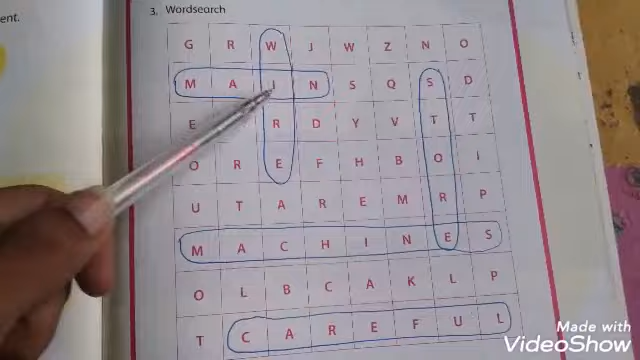 ent.
3. Wordsearch
G R W J W Z N O
M A I N S Q S D
E R D Y V T T
O R E F H B O I
U T A R E M R P
M A C H I N E S
O L B C A K L P
T C A R E F U L
Made with
VideoShow